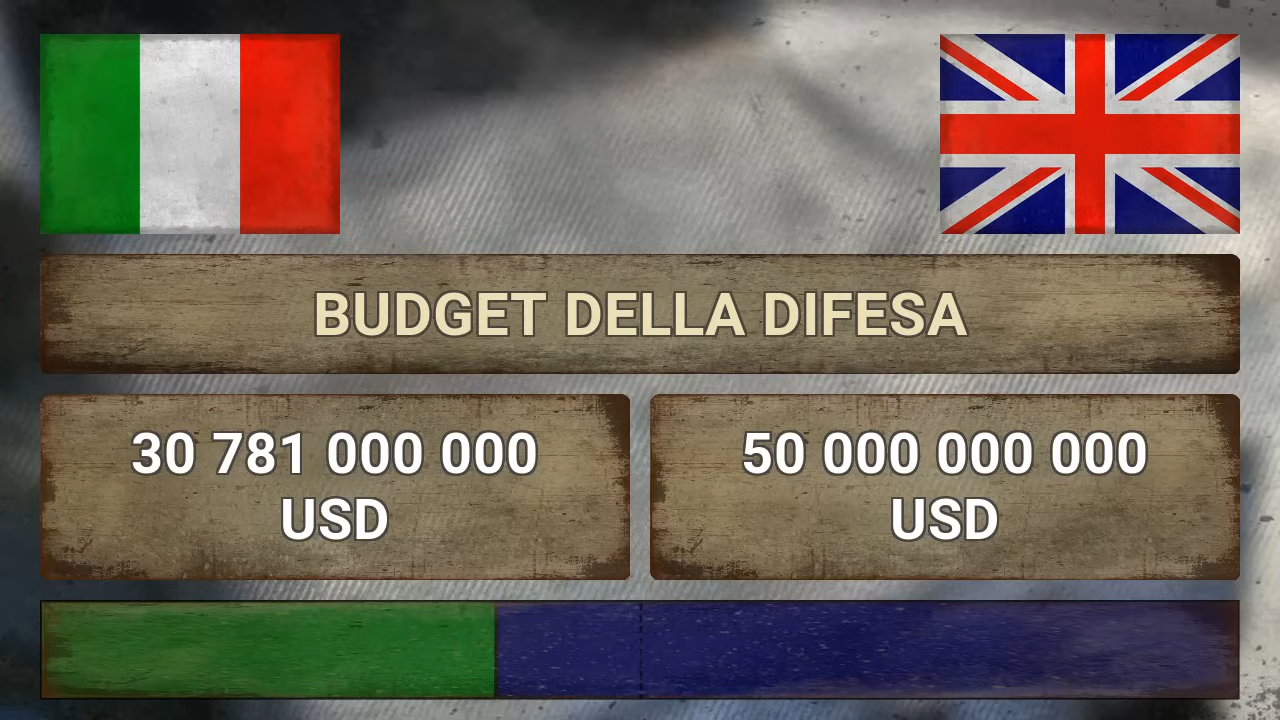 BUDGET DELLA DIFESA
30 781 000 000
USD
50 000 000 000
USD